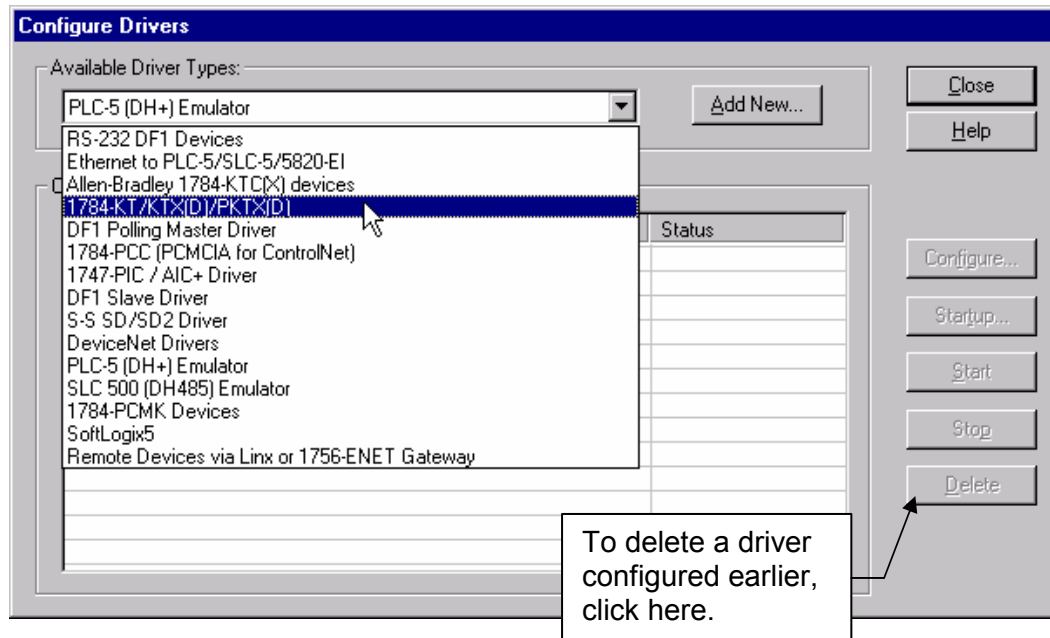 Configure Drivers
Available Driver Types:
PLC-5 (DH+) Emulator
Add New...
Close
Help
RS-232 DF1 Devices
Ethernet to PLC-5/SLC-5/5820-EI
Allen-Bradley 1784-KTC(X) devices
1784-KT/KTX(D)/PKTX(D)
DF1 Polling Master Driver
1784-PCC (PCMCIA for ControlNet)
1747-PIC / AIC+ Driver
DF1 Slave Driver
S-S SD/SD2 Driver
DeviceNet Drivers
PLC-5 (DH+) Emulator
SLC 500 (DH485) Emulator
1784-PCMK Devices
SoftLogix5
Remote Devices via Linx or 1756-ENET Gateway
Status
Configure...
Startup...
Start
Stop
Delete
To delete a driver
configured earlier,
click here.